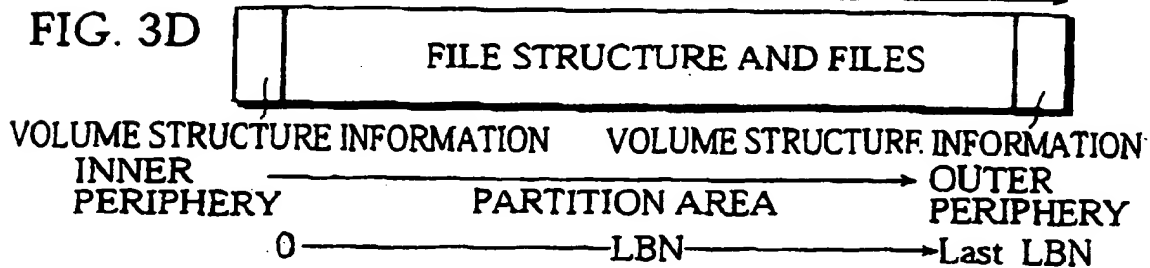 FIG. 3D
FILE STRUCTURE AND FILES
VOLUME STRUCTURE INFORMATION VOLUME STRUCTURE INFORMATION
INNER PERIPHERY PARTITION AREA OUTER PERIPHERY
0 LBN Last LBN